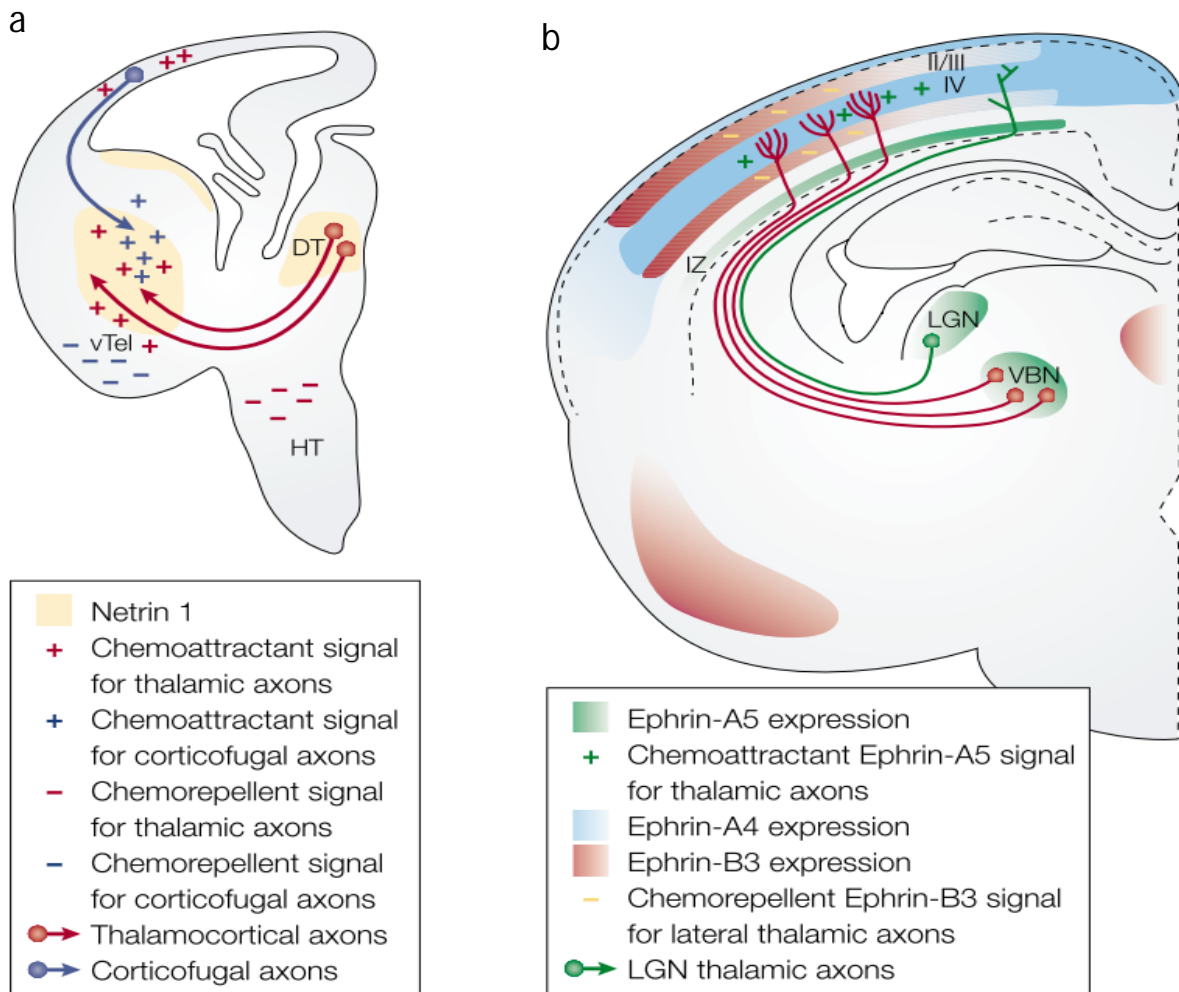 a
DT
vTel
HT
Netrin 1
+ Chemoattractant signal
for thalamic axons
+ Chemoattractant signal
for corticofugal axons
− Chemorepellent signal
for thalamic axons
− Chemorepellent signal
for corticofugal axons
Thalamocortical axons
Corticofugal axons
b
II/III
IV
IZ
LGN
VBN
Ephrin-A5 expression
+ Chemoattractant Ephrin-A5 signal
for thalamic axons
Ephrin-A4 expression
Ephrin-B3 expression
− Chemorepellent Ephrin-B3 signal
for lateral thalamic axons
LGN thalamic axons